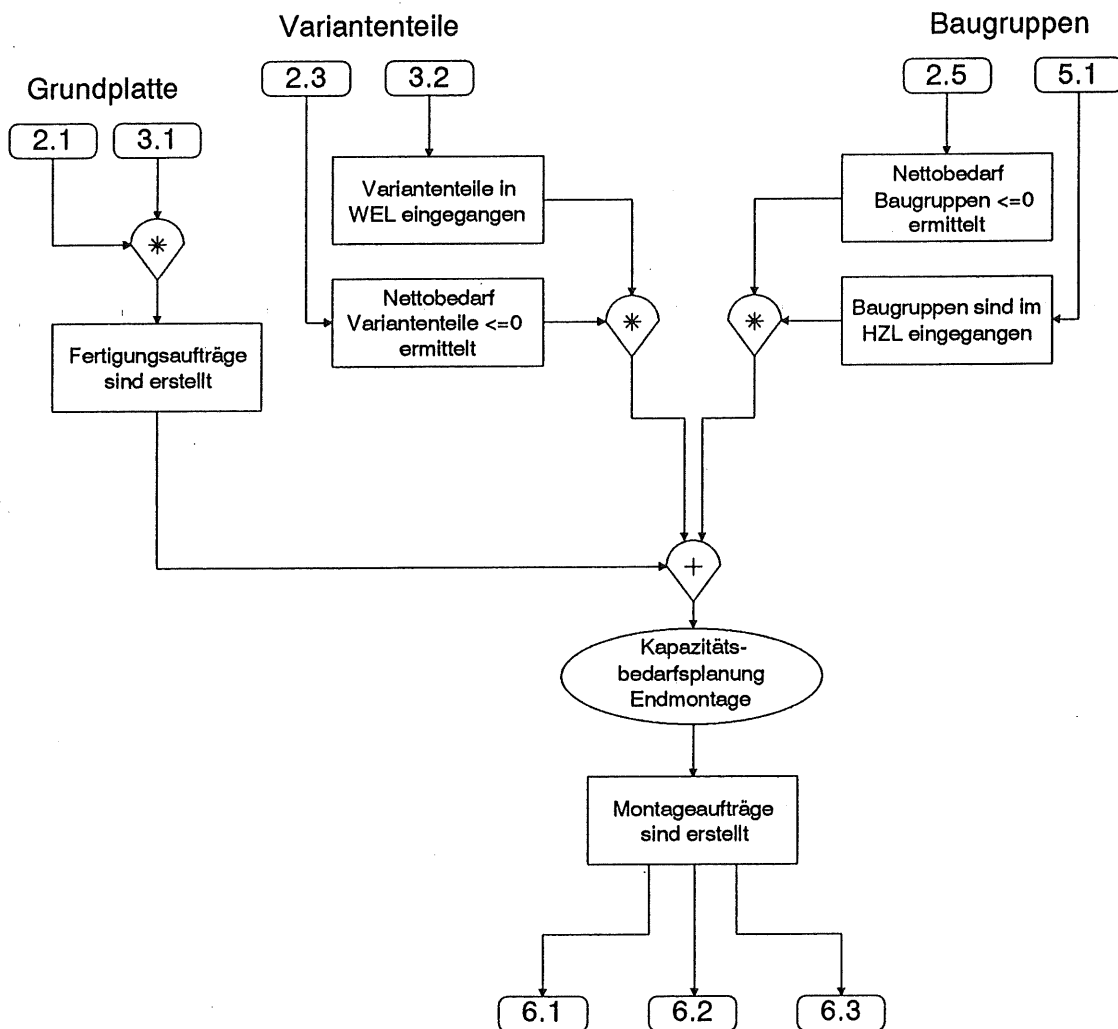 Variantenteile
Baugruppen
Grundplatte
2.3
3.2
2.5
5.1
2.1
3.1
Variantenteile in
WEL eingegangen
Nettobedarf
Baugruppen <=0
ermittelt
*
Nettobedarf
Variantenteile <=0
ermittelt
*
*
Baugruppen sind im
HZL eingegangen
Fertigungsaufträge
sind erstellt
+
Kapazitäts-
bedarfsplanung
Endmontage
Montageaufträge
sind erstellt
6.1
6.2
6.3